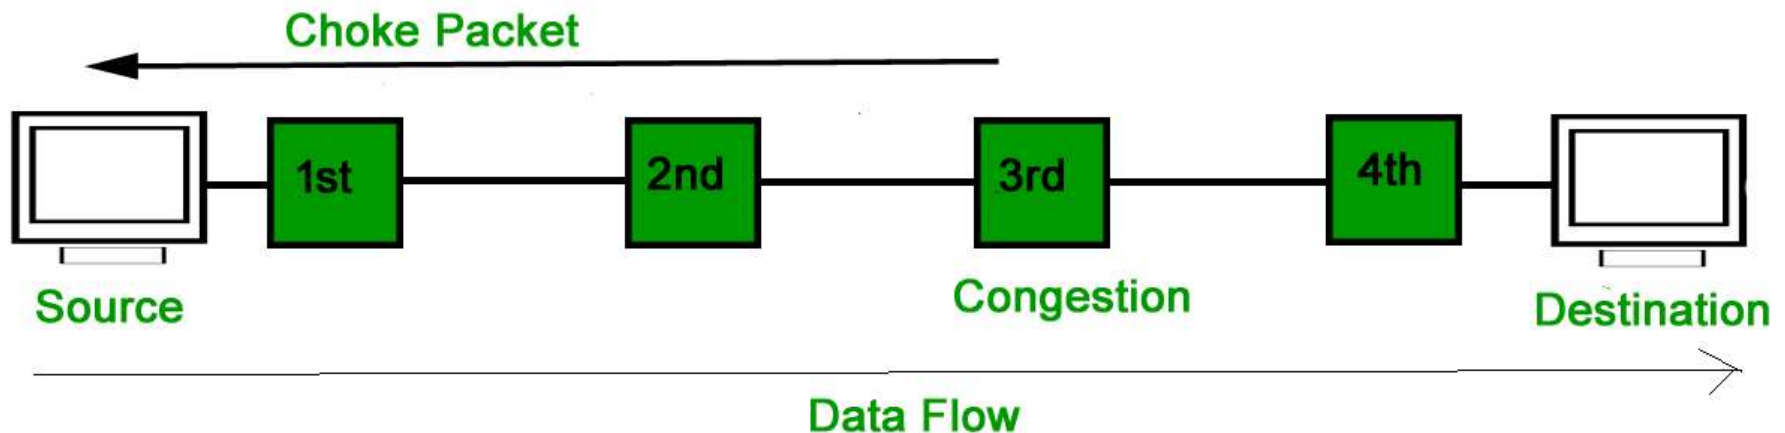 Choke Packet
1st
2nd
3rd
4th
Source
Congestion
Destination
Data Flow